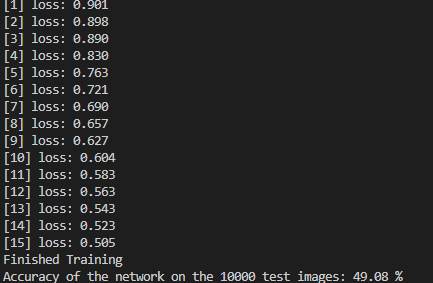 [1] loss: 0.901
[2] loss: 0.898
[3] loss: 0.890
[4] loss: 0.830
[5] loss: 0.763
[6] loss: 0.721
[7] loss: 0.690
[8] loss: 0.657
[9] loss: 0.627
[10] loss: 0.604
[11] loss: 0.583
[12] loss: 0.563
[13] loss: 0.543
[14] loss: 0.523
[15] loss: 0.505
Finished Training
Accuracy of the network on the 10000 test images: 49.08 %